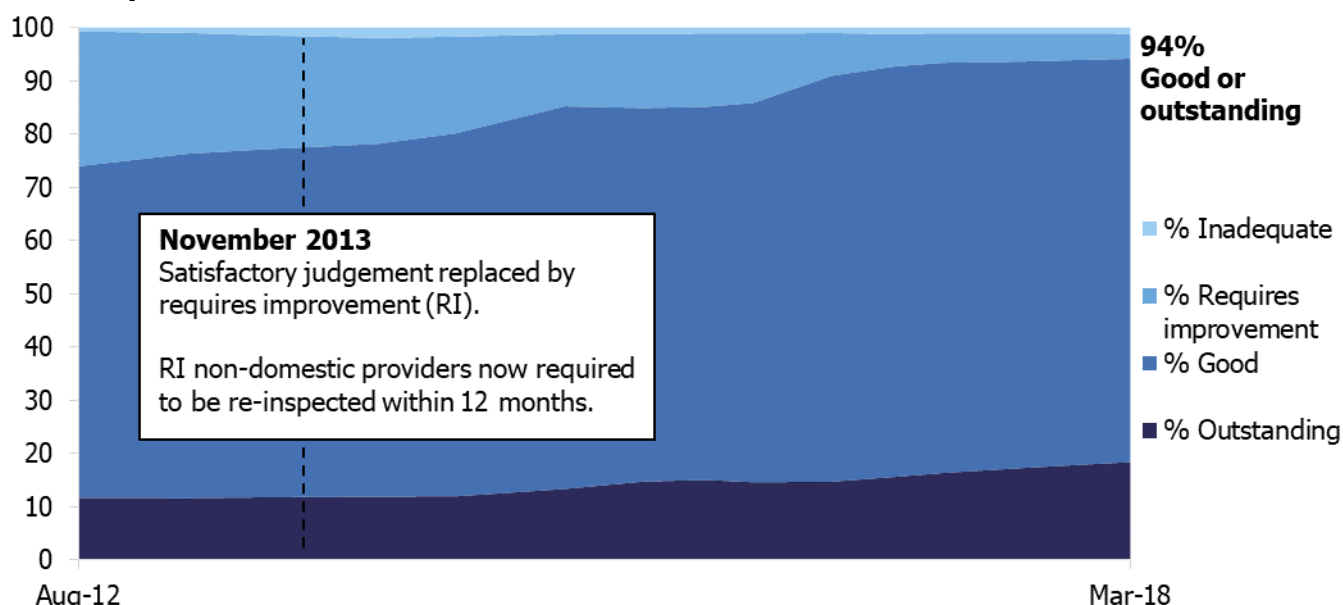 100
90
80
70
60
50
40
30
20
10
0
November 2013
Satisfactory judgement replaced by
requires improvement (RI).
RI non-domestic providers now required
to be re-inspected within 12 months.
94%
Good or
outstanding
% Inadequate
% Requires
improvement
% Good
% Outstanding
Aug-12
Mar-18